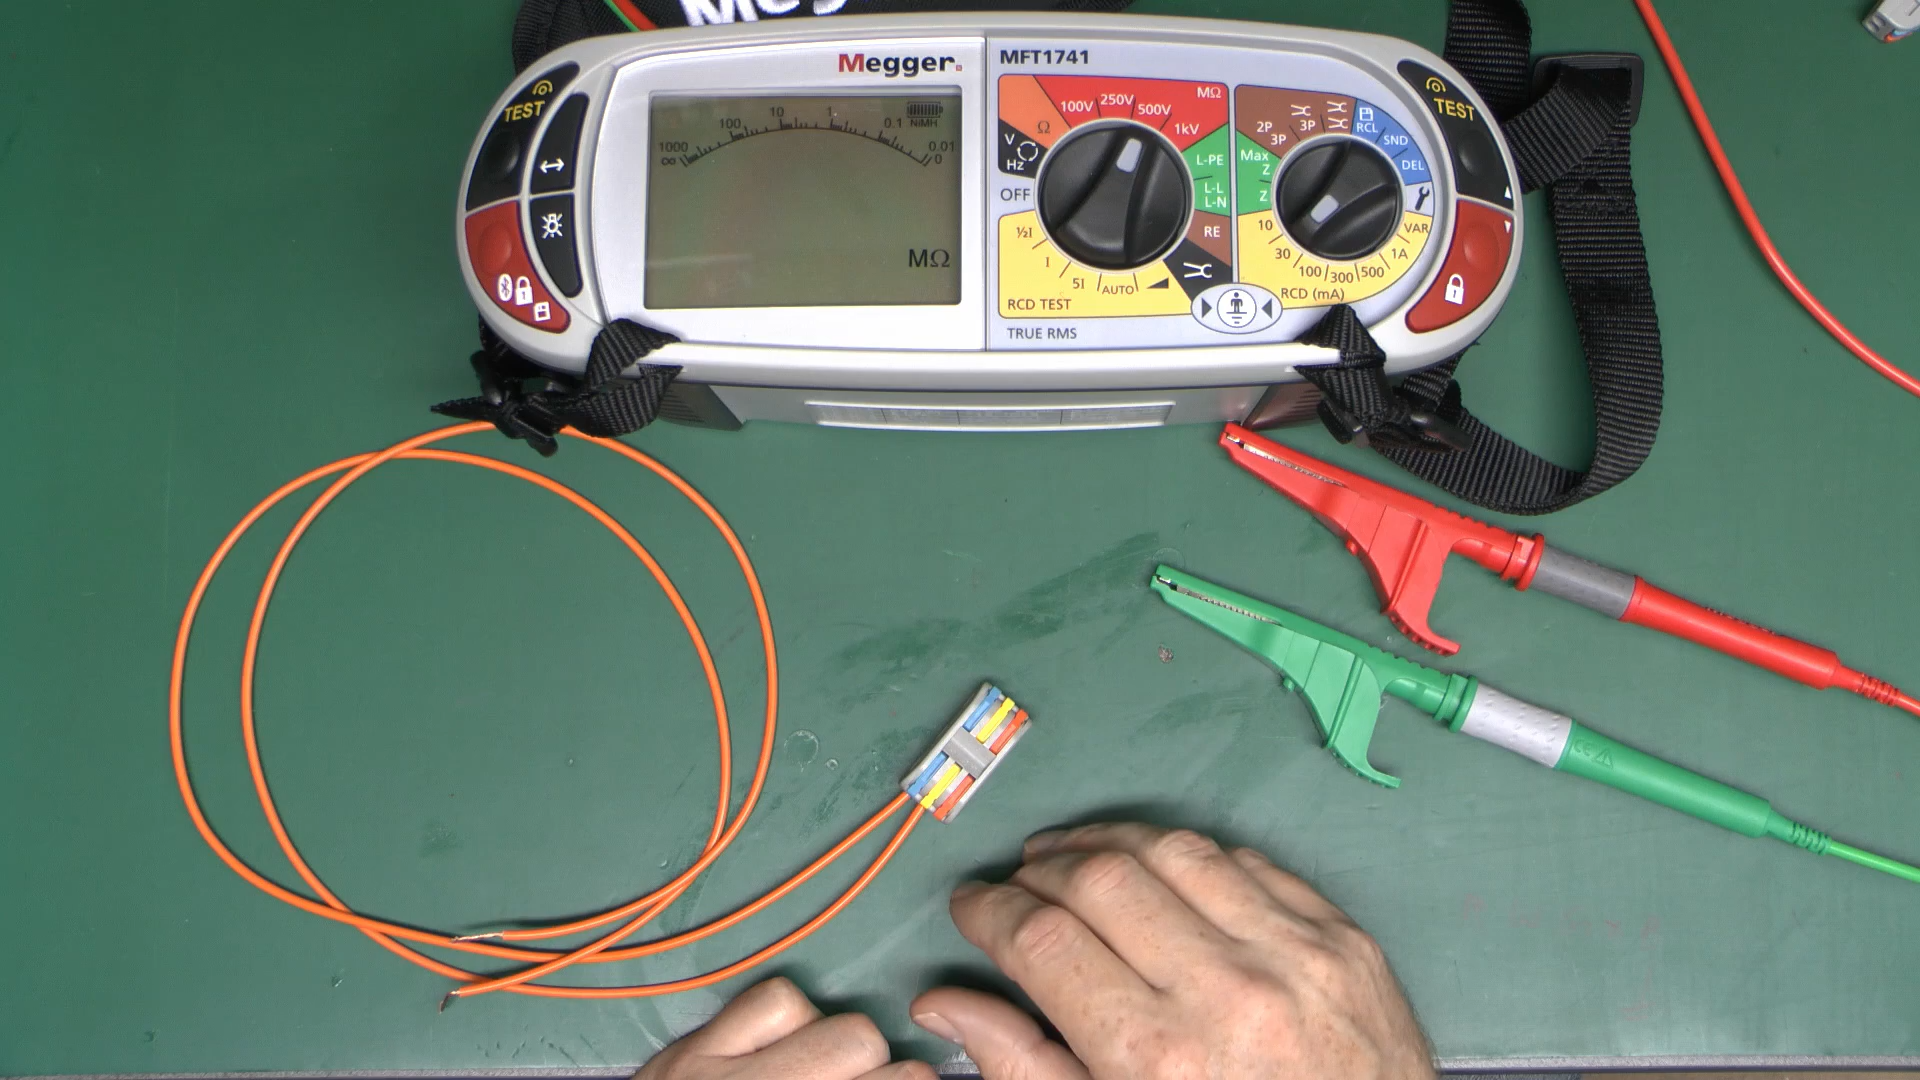 Megger.
MFT1741
TEST
1000
100
10
1
0.1
0.01
∞
0
NiMH
MΩ
V
Hz
Ω
100V
250V
500V
1kV
MΩ
L-PE
L-L
L-N
RE
OFF
½I
I
5I
AUTO
RCD TEST
TRUE RMS
2P
3P
3P
RCL
SND
DEL
Max
Z
Z
10
30
100
300
500
1A
VAR
RCD (mA)
TEST
CE